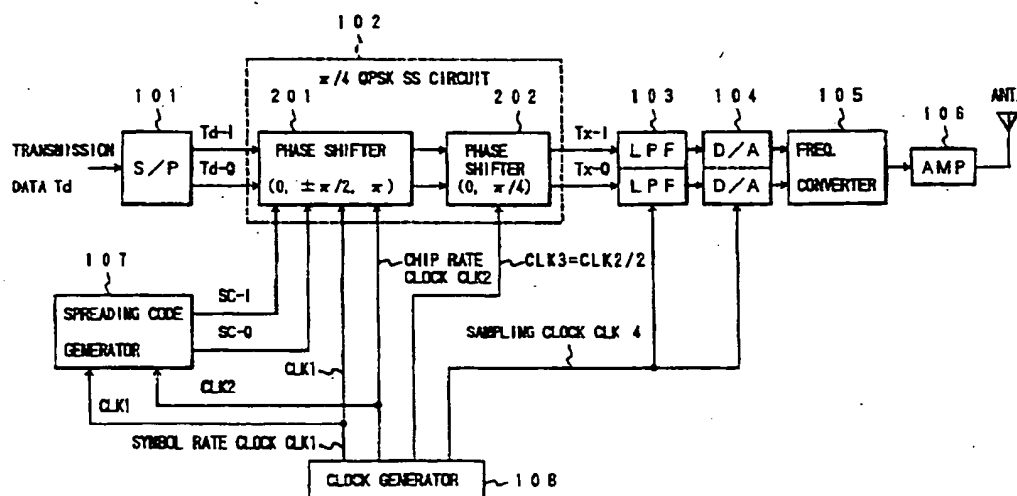 102
π/4 QPSK SS CIRCUIT
101
201
202
103
104
105
106
ANT.
TRANSMISSION
DATA Td
S/P
Td-I
Td-Q
PHASE SHIFTER
(0, ±π/2, π)
PHASE
SHIFTER
(0, π/4)
Tx-I
Tx-Q
LPF
LPF
D/A
D/A
FREQ.
CONVERTER
AMP
107
SPREADING CODE
GENERATOR
SC-I
SC-Q
CHIP RATE
CLOCK CLK2
CLK3=CLK2/2
SAMPLING CLOCK CLK 4
CLK1
CLK2
CLK1
SYMBOL RATE CLOCK CLK1
CLOCK GENERATOR
108